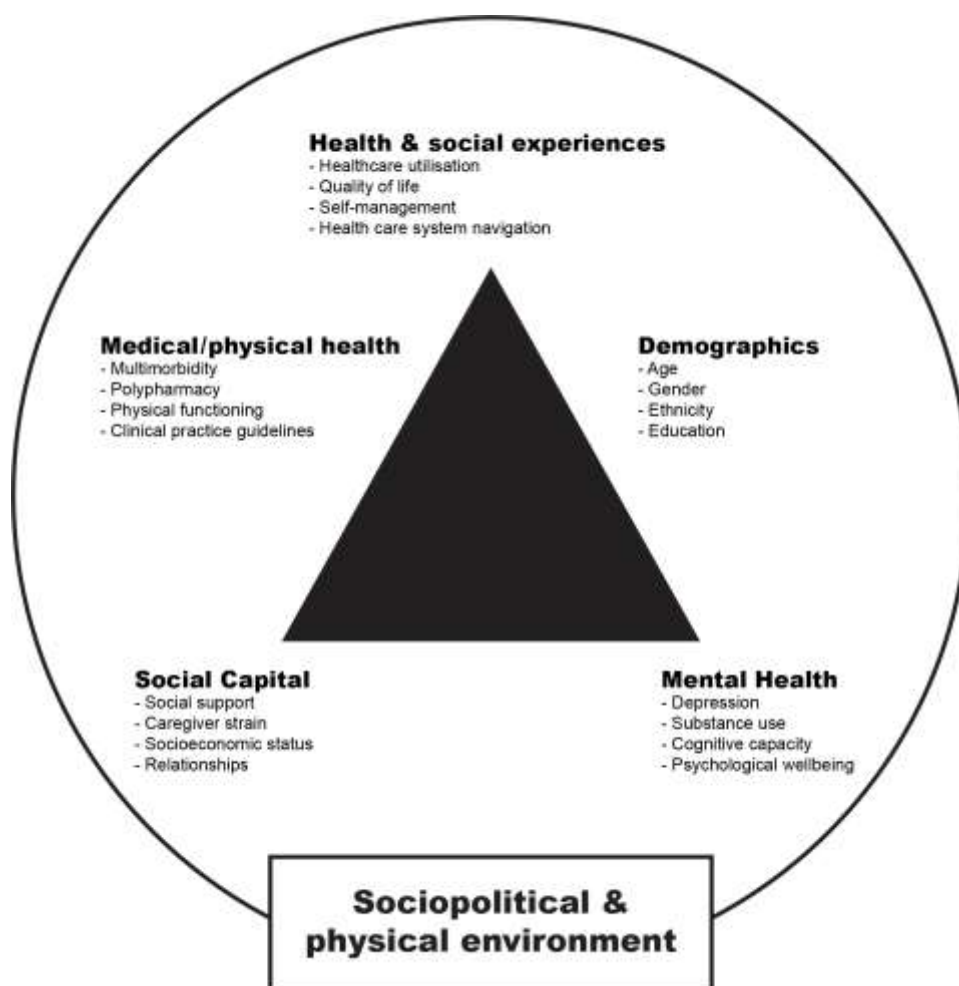 Health & social experiences
- Healthcare utilisation
- Quality of life
- Self-management
- Health care system navigation
Medical/physical health
- Multimorbidity
- Polypharmacy
- Physical functioning
- Clinical practice guidelines
Demographics
- Age
- Gender
- Ethnicity
- Education
Social Capital
- Social support
- Caregiver strain
- Socioeconomic status
- Relationships
Mental Health
- Depression
- Substance use
- Cognitive capacity
- Psychological wellbeing
Sociopolitical &
physical environment